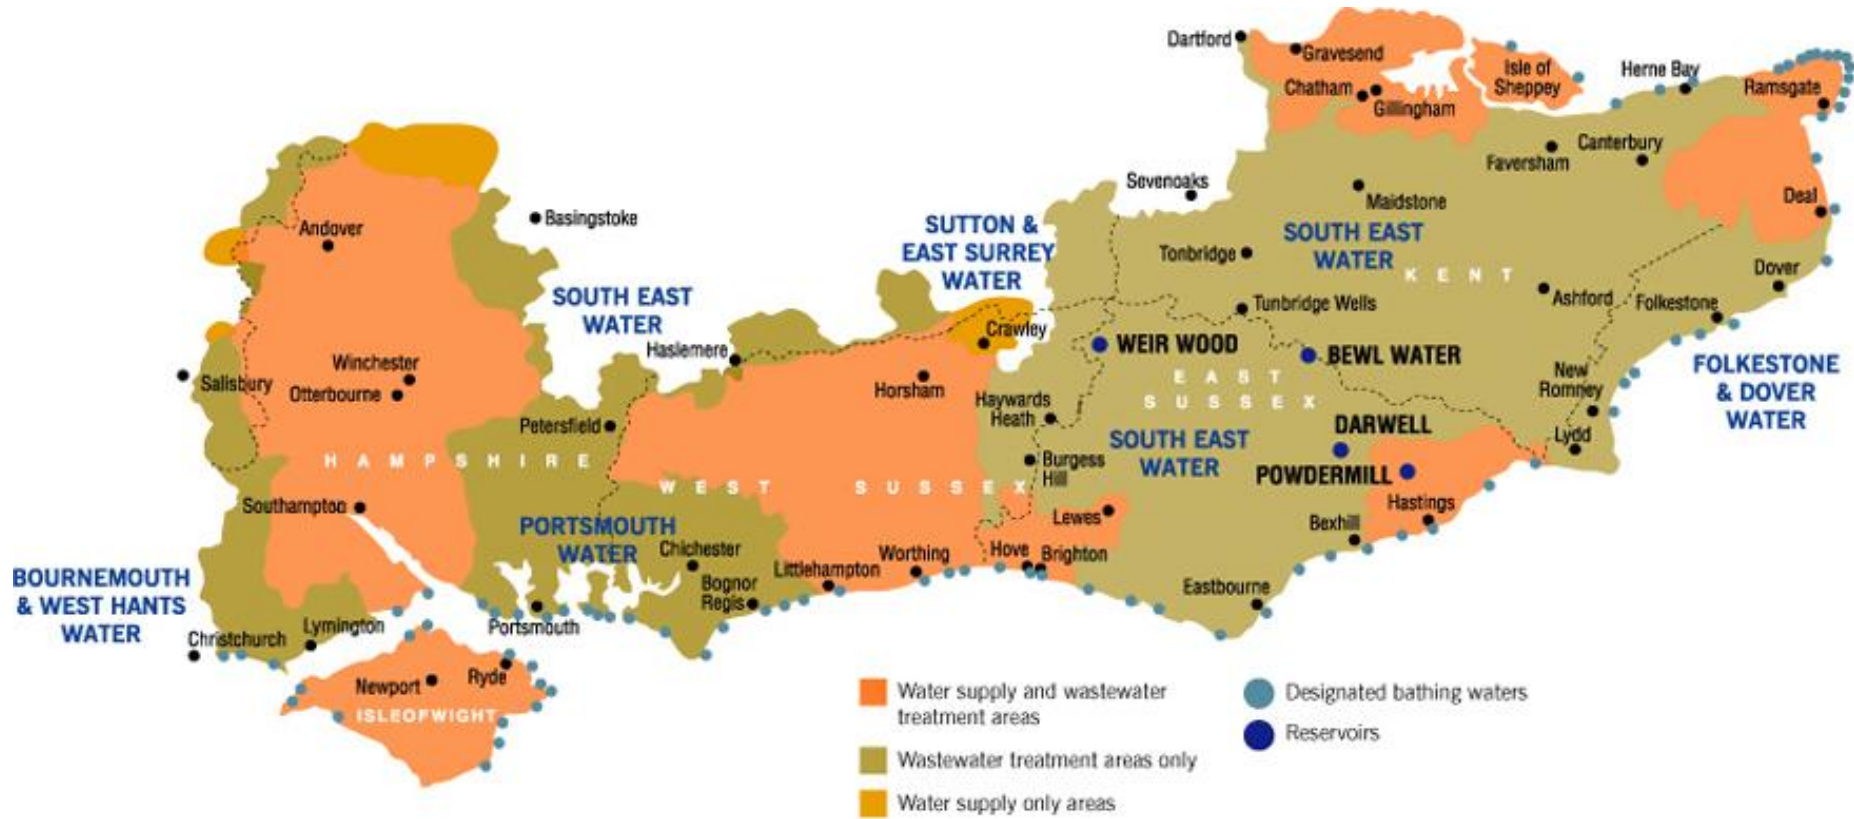 Dartford
Gravesend
Isle of
Sheppey
Herne Bay
Ramsgate
Chatham
Gillingham
Canterbury
Faversham
Sevenoaks
Maidstone
Deal
Basingstoke
Andover
SUTTON &
EAST SURREY
WATER
SOUTH EAST
WATER
Tonbridge
KENT
Dover
Ashford
Folkestone
SOUTH EAST
WATER
Tunbridge Wells
Crawley
Haslemere
WEIR WOOD
BEWL WATER
FOLKESTONE
& DOVER
WATER
Winchester
Otterbourne
Salisbury
Horsham
EAST
SUSSEX
New
Romney
Haywards
Heath
Petersfield
DARWELL
Lydd
SOUTH EAST
WATER
HAMPSHIRE
Burgess
Hill
POWDERMILL
WEST SUSSEX
Southampton
Lewes
Hastings
Bexhill
PORTSMOUTH
WATER
Chichester
Worthing
Hove
Brighton
Littlehampton
Bognor
Regis
Eastbourne
BOURNEMOUTH
& WEST HANTS
WATER
Christchurch
Lymington
Portsmouth
Newport
Ryde
ISLEOFWIGHT
Water supply and wastewater
treatment areas
Wastewater treatment areas only
Water supply only areas
Designated bathing waters
Reservoirs